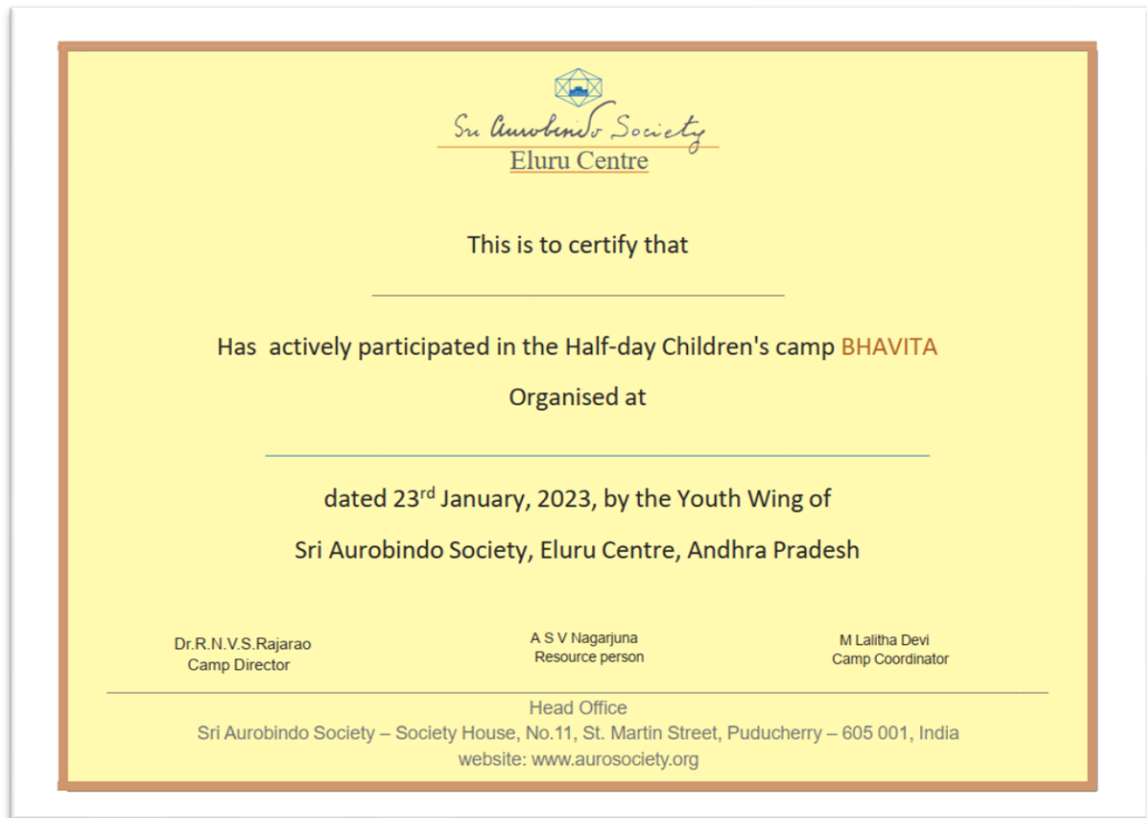 Sri Aurobindo Society
Eluru Centre
This is to certify that
Has actively participated in the Half-day Children's camp BHAVITA
Organised at
dated 23rd January, 2023, by the Youth Wing of
Sri Aurobindo Society, Eluru Centre, Andhra Pradesh
Dr.R.N.V.S.Rajarao
Camp Director
A S V Nagarjuna
Resource person
M Lalitha Devi
Camp Coordinator
Head Office
Sri Aurobindo Society – Society House, No.11, St. Martin Street, Puducherry – 605 001, India
website: www.aurosociety.org